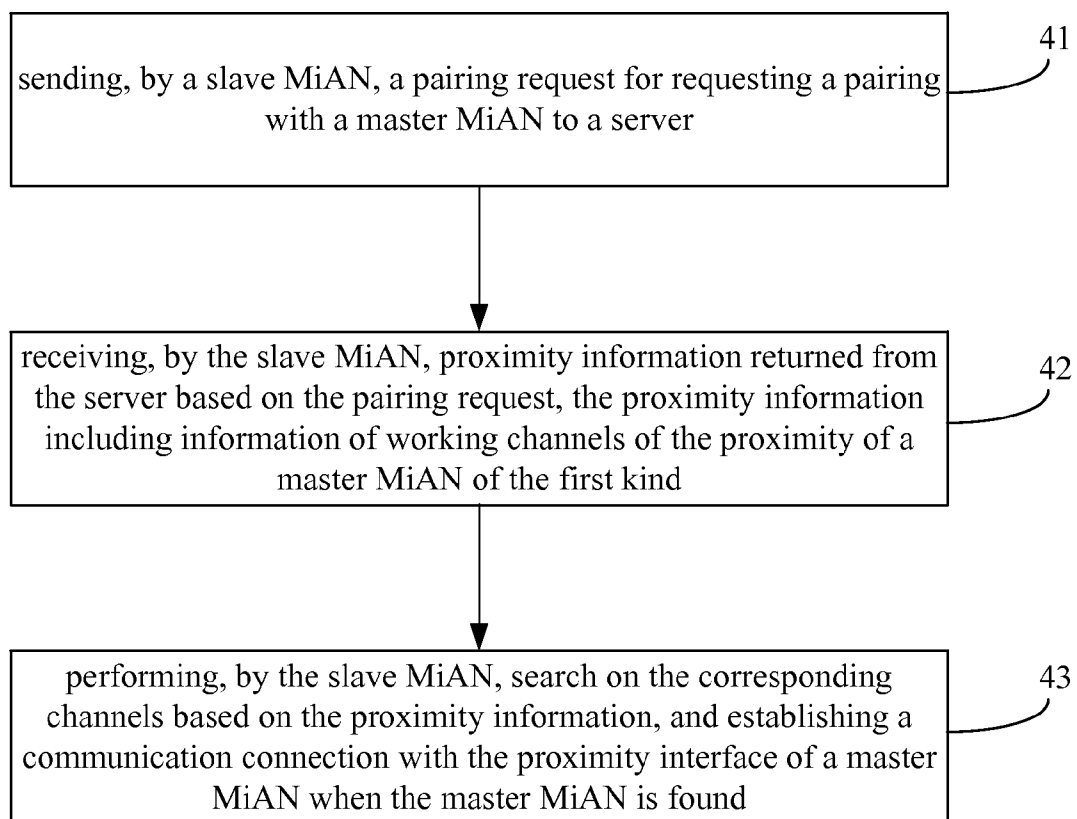 sending, by a slave MiAN, a pairing request for requesting a pairing
with a master MiAN to a server
41
receiving, by the slave MiAN, proximity information returned from
the server based on the pairing request, the proximity information
including information of working channels of the proximity of a
master MiAN of the first kind
42
performing, by the slave MiAN, search on the corresponding
channels based on the proximity information, and establishing a
communication connection with the proximity interface of a master
MiAN when the master MiAN is found
43